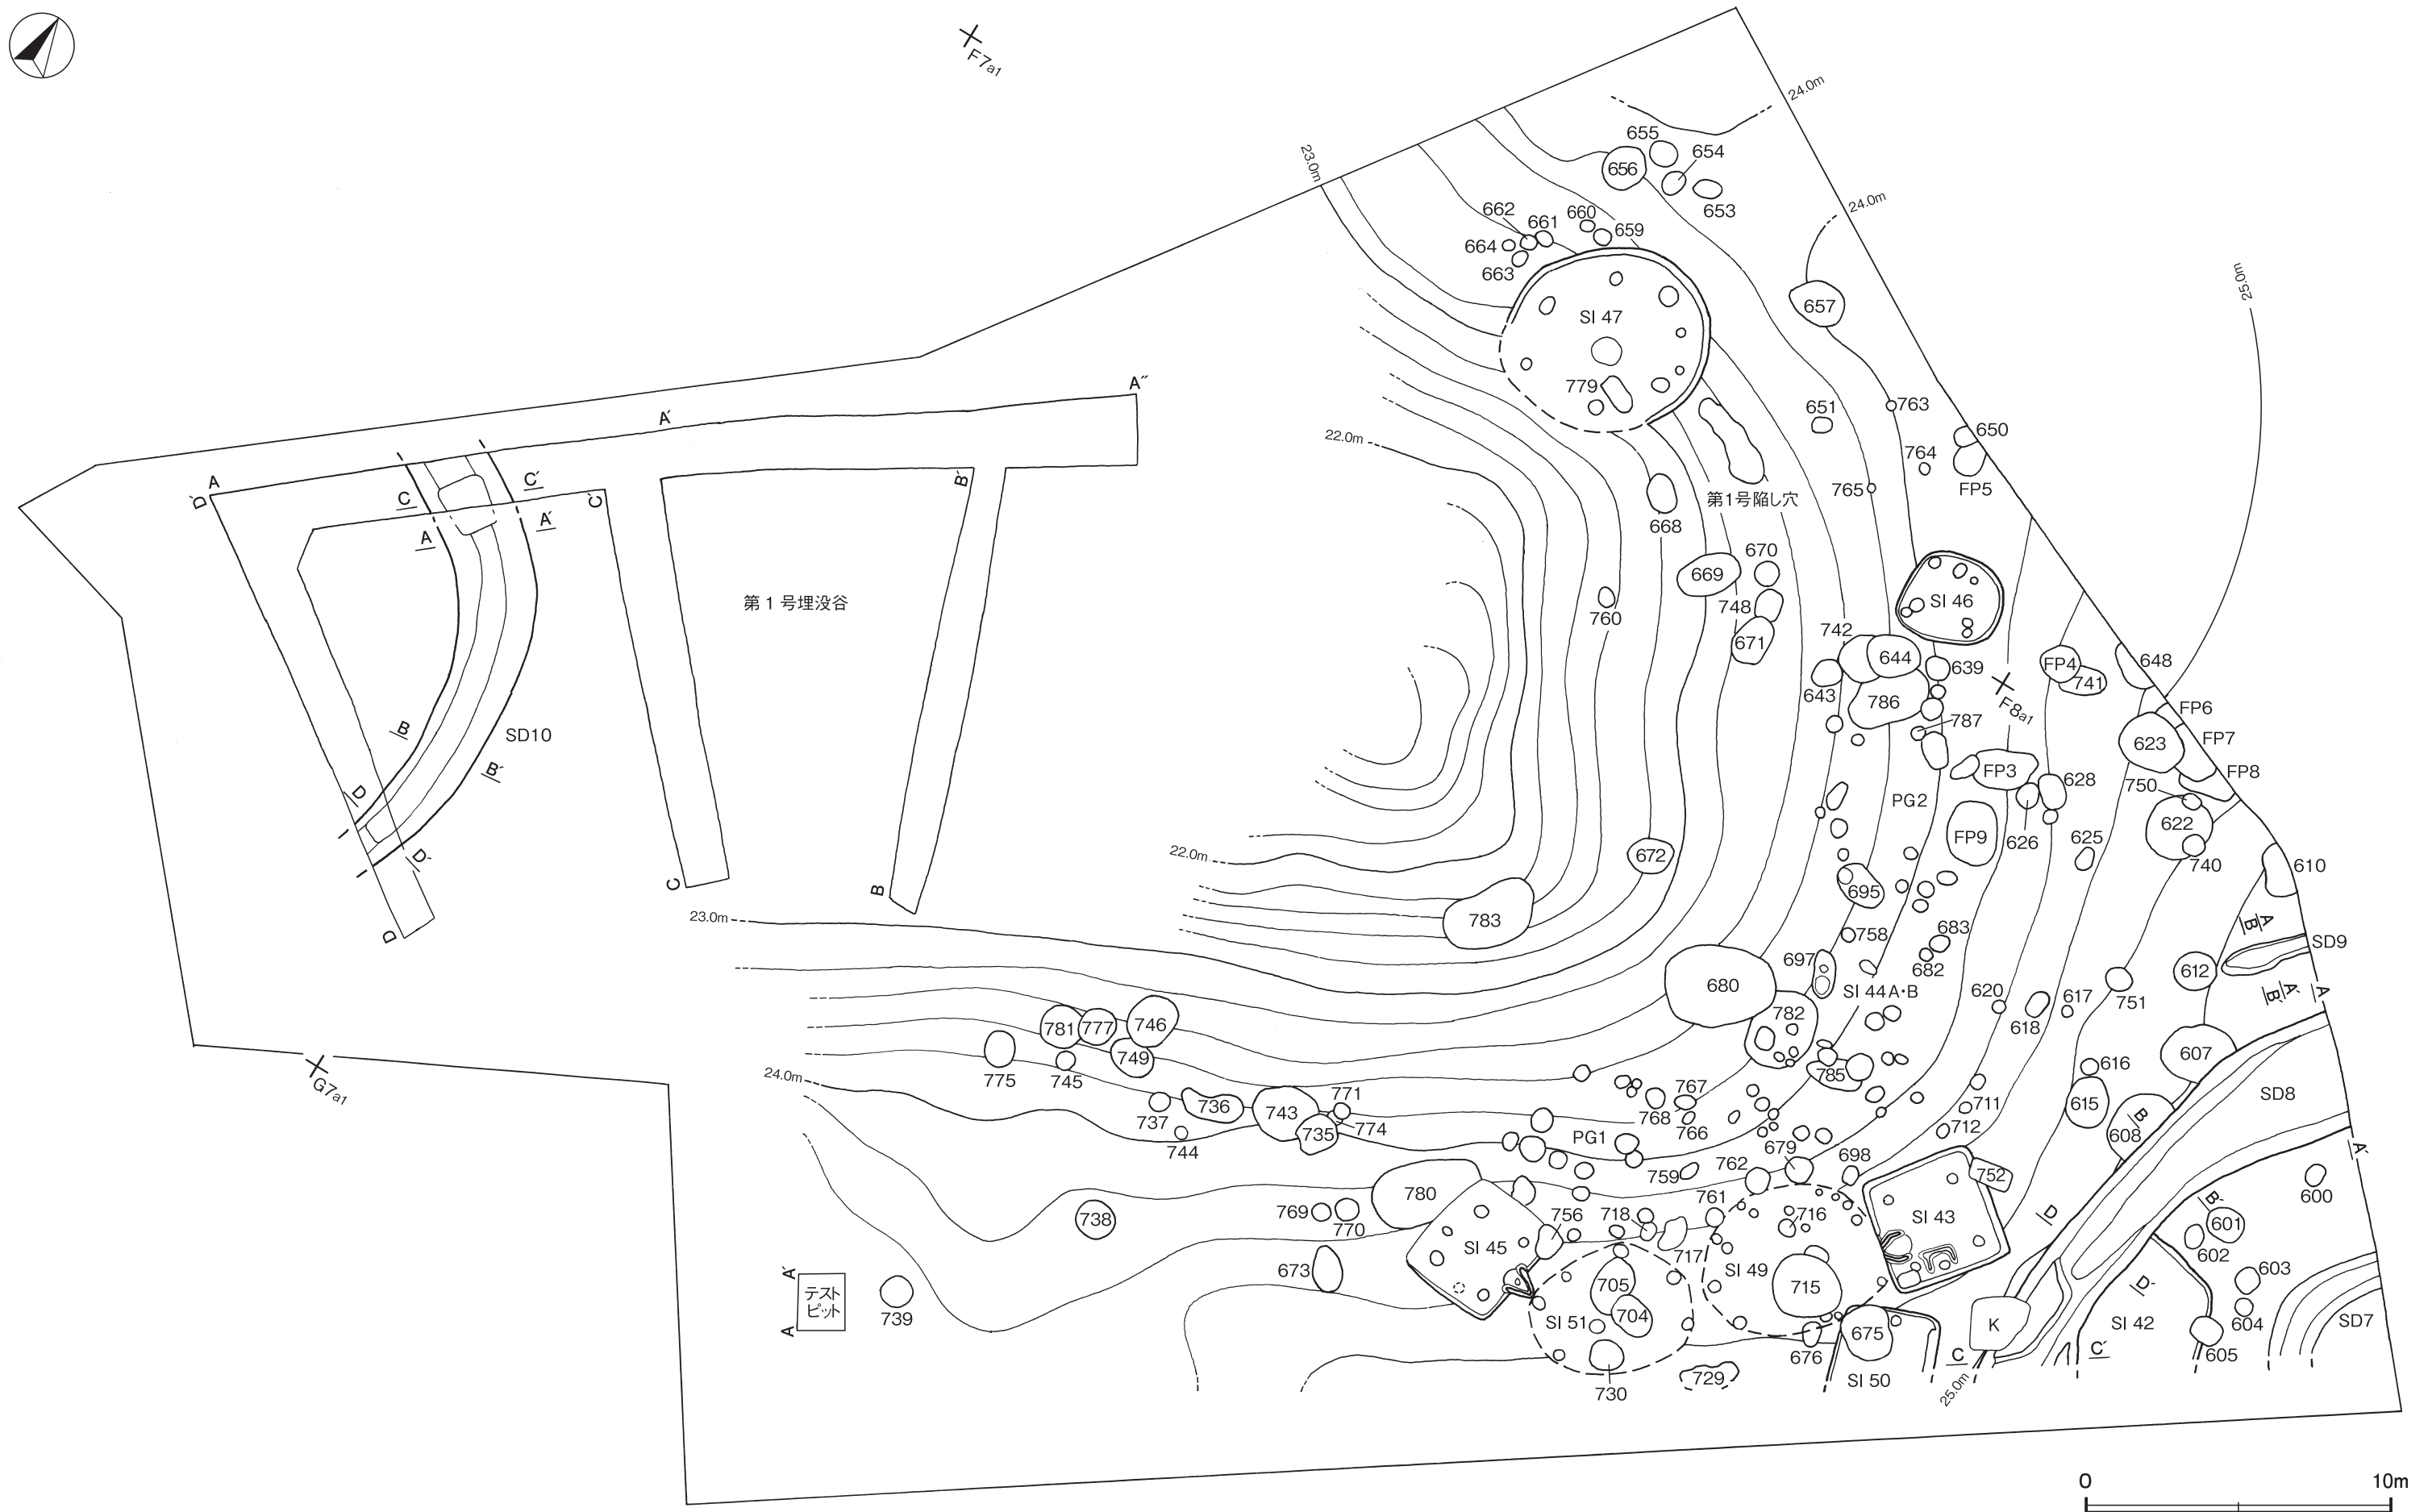 F7a1
24.0m
23.0m
655
654
656
653
24.0m
662
661
660
659
664
663
25.0m
657
SI 47
779
A″
A′
22.0m
651
763
650
764
FP5
765
668
第1号陥し穴
A
D′
C
C′
C′
B′
A
A′
669
670
748
671
SI 46
第 1 号埋没谷
760
742
644
639
643
786
787
F8a1
FP4
741
648
FP6
FP7
623
FP8
SD10
B
B′
FP3
628
750
PG2
FP9
626
622
625
740
610
D
D′
22.0m
672
695
C
B
D
23.0m
783
758
683
682
697
A
B
SD9
612
A′
B′
A
680
SI 44A・B
782
620
618
617
751
781
777
746
749
775
745
785
607
G7a1
24.0m
616
615
SD8
737
736
743
771
735
774
744
768
767
766
711
712
B
608
PG1
679
698
759
762
752
A′
600
780
769
770
738
761
716
756
718
717
SI 43
D
B′
601
602
SI 45
673
SI 49
715
705
704
603
604
605
A′
テスト
ピット
A
739
SI 51
675
676
K
D′
SI 42
SD7
730
729
SI 50
C
C′
25.0m
0
10m